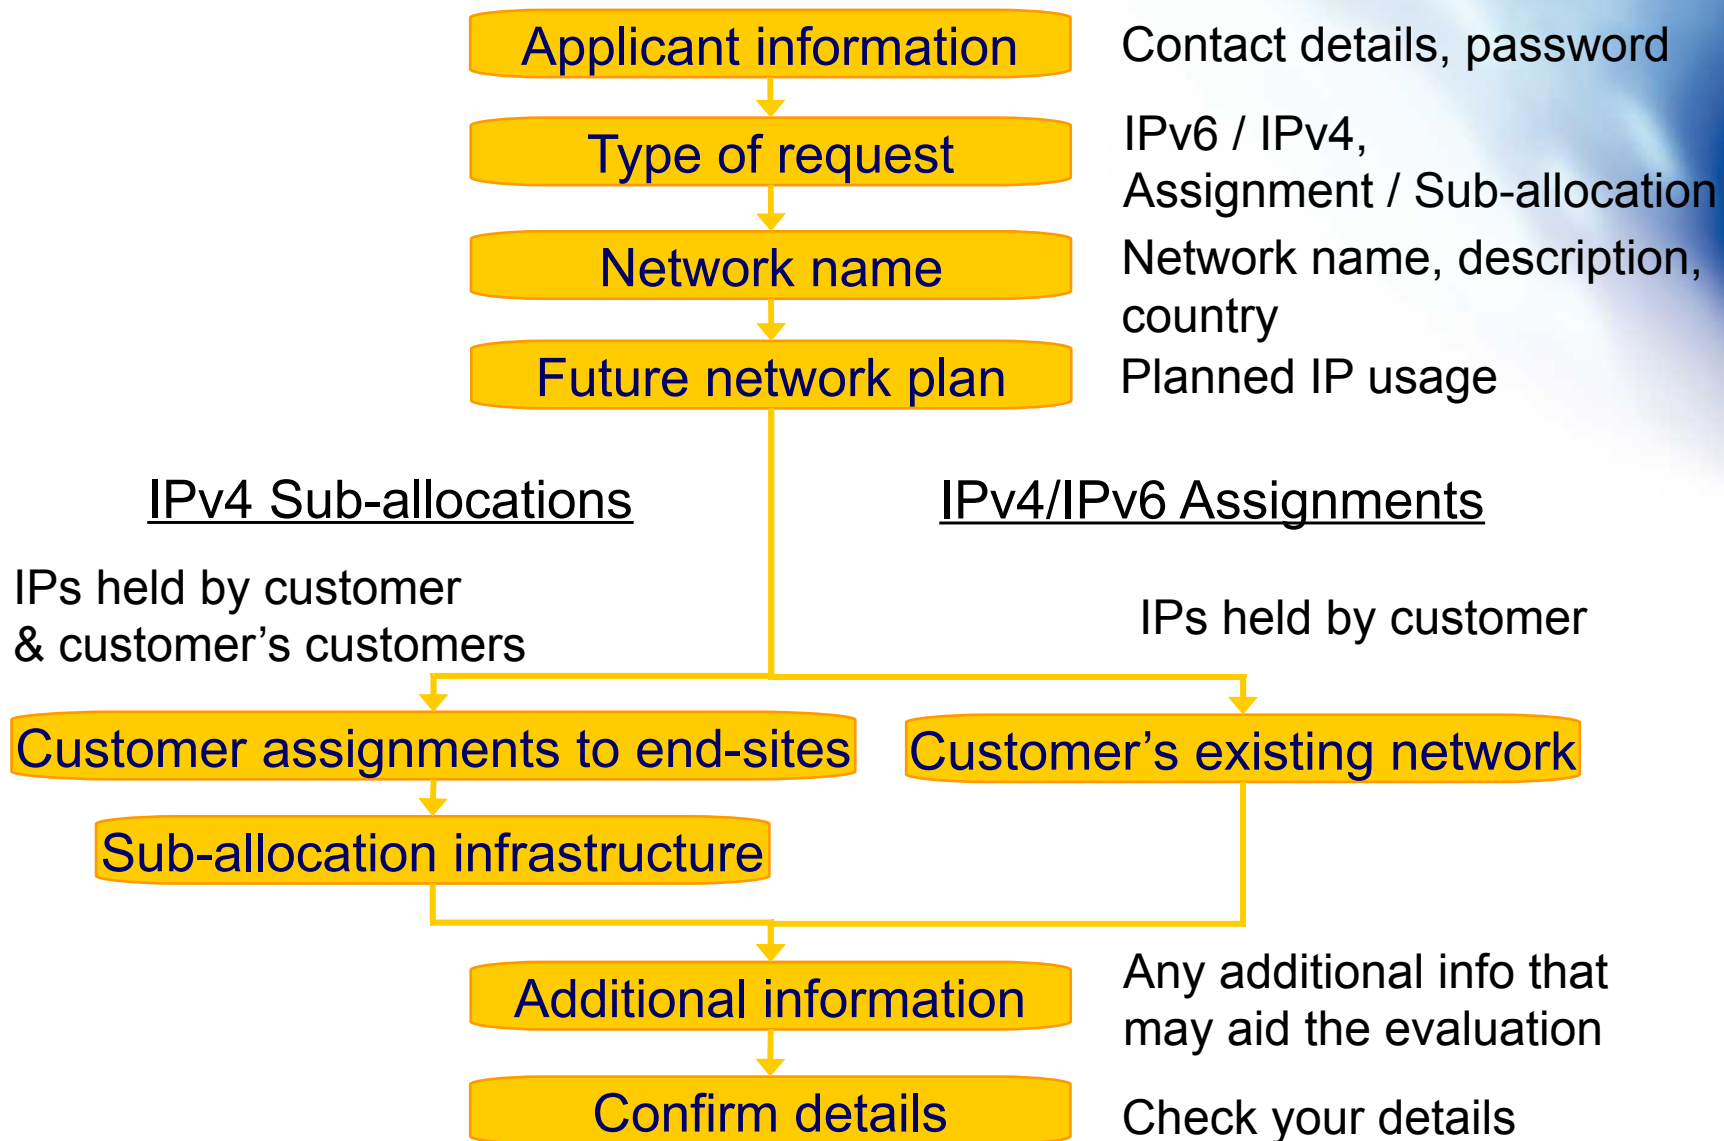 Applicant information
Contact details, password
Type of request
IPv6 / IPv4,
Assignment / Sub-allocation
Network name
Network name, description,
country
Future network plan
Planned IP usage
IPv4 Sub-allocations
IPv4/IPv6 Assignments
IPs held by customer
& customer’s customers
IPs held by customer
Customer assignments to end-sites
Customer’s existing network
Sub-allocation infrastructure
Additional information
Any additional info that
may aid the evaluation
Confirm details
Check your details